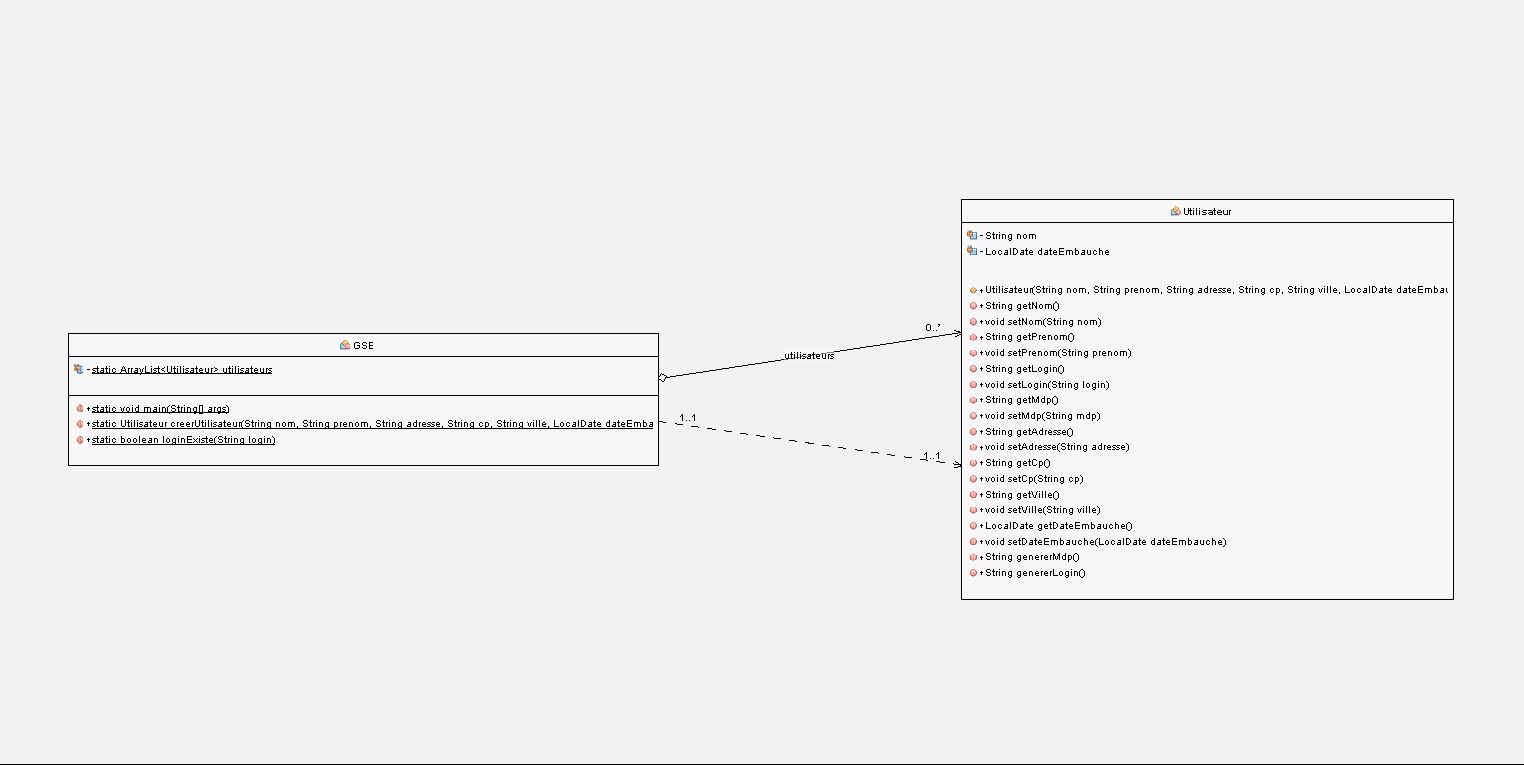 GSE
- static ArrayList<Utilisateur> utilisateurs
+ static void main(String[] args)
+ static Utilisateur creerUtilisateur(String nom, String prenom, String adresse, String cp, String ville, LocalDate dateEmba
+ static boolean loginExiste(String login)
utilisateurs
0..*
1..1
1..1
Utilisateur
- String nom
- LocalDate dateEmbauche
+ Utilisateur(String nom, String prenom, String adresse, String cp, String ville, LocalDate dateEmbau
+ String getNom()
+ void setNom(String nom)
+ String getPrenom()
+ void setPrenom(String prenom)
+ String getLogin()
+ void setLogin(String login)
+ String getMdp()
+ void setMdp(String mdp)
+ String getAdresse()
+ void setAdresse(String adresse)
+ String getCp()
+ void setCp(String cp)
+ String getVille()
+ void setVille(String ville)
+ LocalDate getDateEmbauche()
+ void setDateEmbauche(LocalDate dateEmbauche)
+ String genererMdp()
+ String genererLogin()